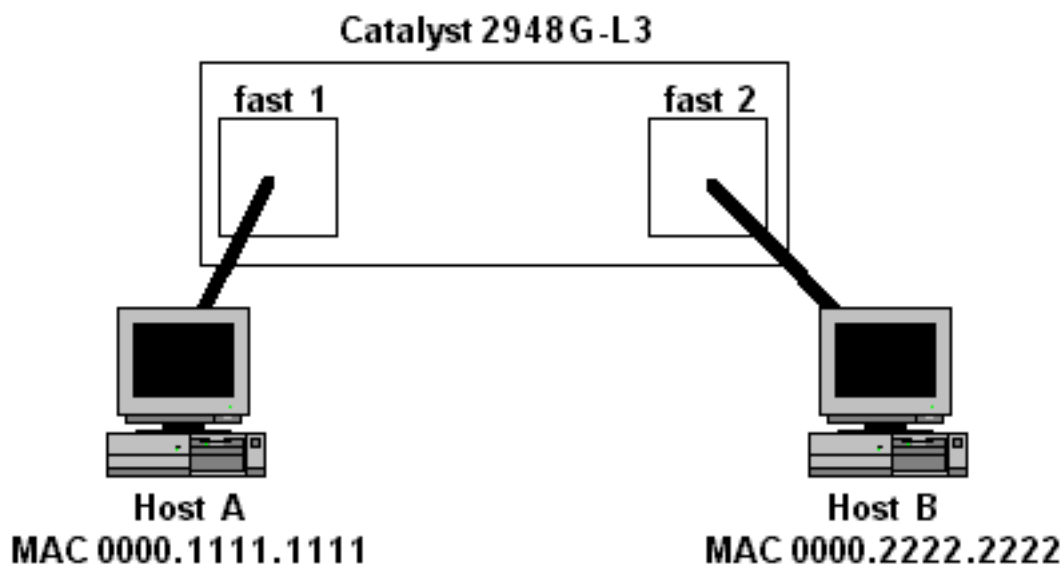 Catalyst 2948G-L3
fast 1
fast 2
Host A
MAC 0000.1111.1111
Host B
MAC 0000.2222.2222